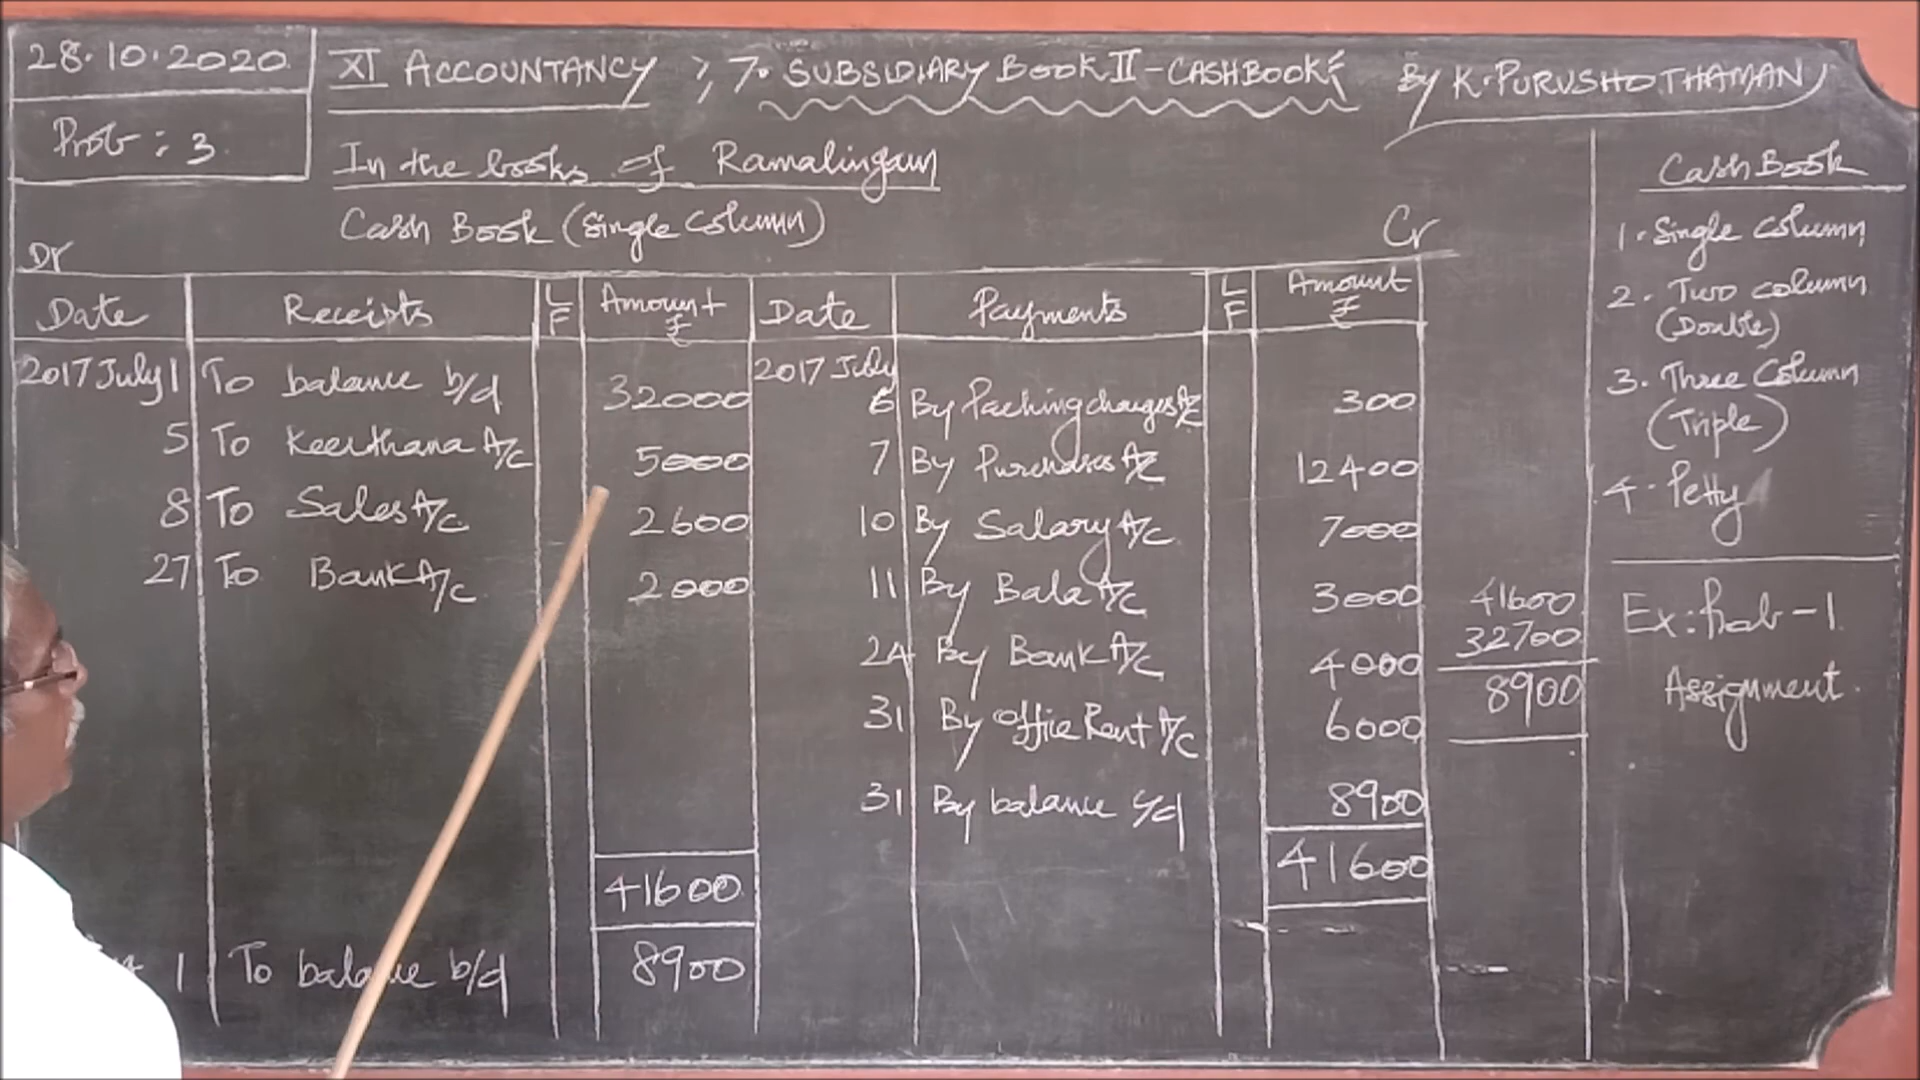 28.10.2020
Prob : 3
XI ACCOUNTANCY ; 7. SUBSIDIARY BOOK II - CASH BOOK By K. PURUSHOTHAMAN
In the books of Ramalingam
Cash Book (Single Column)
Dr Cr
Date Receipts LF Amount ₹ Date Payments LF Amount ₹
2017 July 1 To balance b/d 32000 2017 July
6 By Packing charges A/c 300
5 To Keerthana A/c 5000 7 By Purchases A/c 12400
8 To Sales A/c 2600 10 By Salary A/c 7000
27 To Bank A/c 2000 11 By Bala A/c 3000
24 By Bank A/c 4000
31 By Office Rent A/c 6000
31 By balance c/d 8900
41600 41600
1 To balance b/d 8900
41600
32700
8900
Cash Book
1. Single Column
2. Two column
(Double)
3. Three Column
(Triple)
4. Petty
Ex: Prob - 1
Assignment.